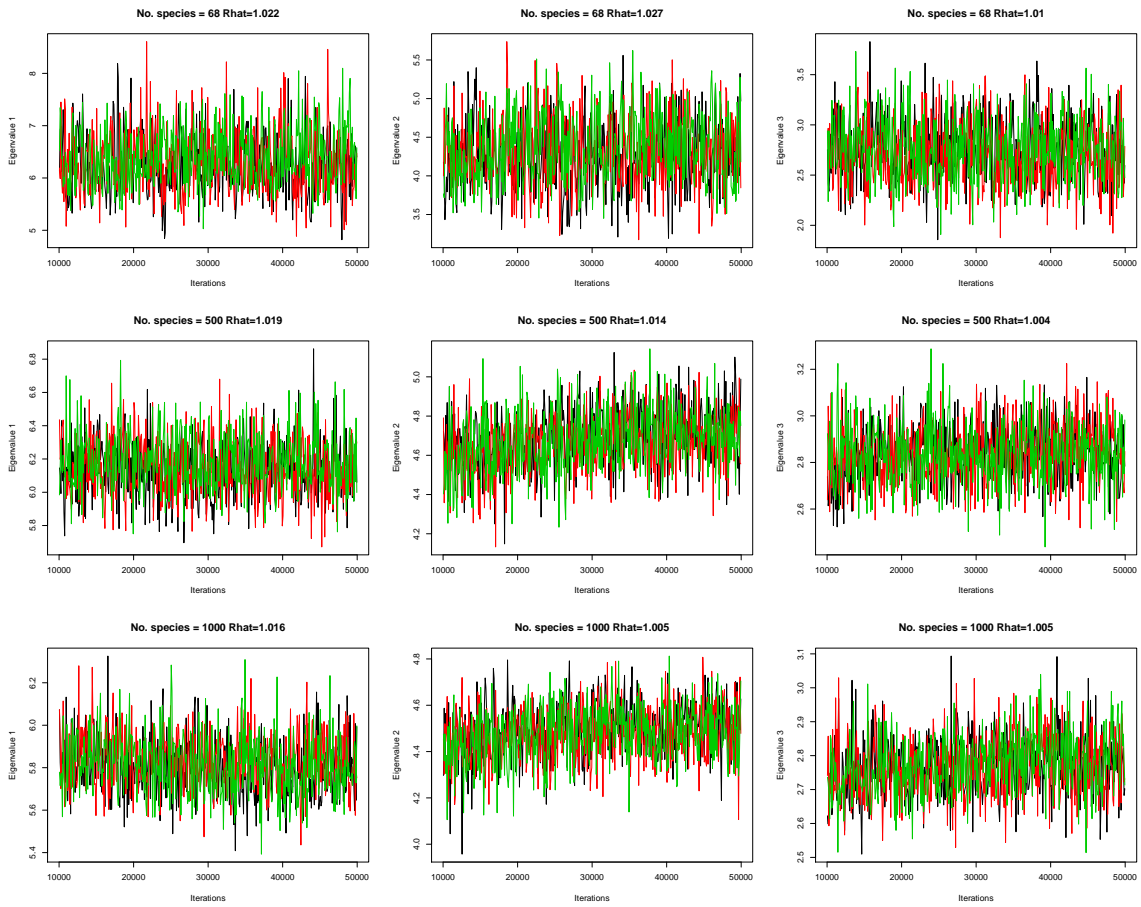 No. species = 68 Rhat=1.022
Eigenvalue 1
8
7
6
5
10000 20000 30000 40000 50000
Iterations
No. species = 68 Rhat=1.027
Eigenvalue 2
5.5
5.0
4.5
4.0
3.5
10000 20000 30000 40000 50000
Iterations
No. species = 68 Rhat=1.01
Eigenvalue 3
3.5
3.0
2.5
2.0
10000 20000 30000 40000 50000
Iterations
No. species = 500 Rhat=1.019
Eigenvalue 1
6.8
6.6
6.4
6.2
6.0
5.8
10000 20000 30000 40000 50000
Iterations
No. species = 500 Rhat=1.014
Eigenvalue 2
5.0
4.8
4.6
4.4
4.2
10000 20000 30000 40000 50000
Iterations
No. species = 500 Rhat=1.004
Eigenvalue 3
3.2
3.0
2.8
2.6
10000 20000 30000 40000 50000
Iterations
No. species = 1000 Rhat=1.016
Eigenvalue 1
6.2
6.0
5.8
5.6
5.4
10000 20000 30000 40000 50000
Iterations
No. species = 1000 Rhat=1.005
Eigenvalue 2
4.8
4.6
4.4
4.2
4.0
10000 20000 30000 40000 50000
Iterations
No. species = 1000 Rhat=1.005
Eigenvalue 3
3.1
3.0
2.9
2.8
2.7
2.6
2.5
10000 20000 30000 40000 50000
Iterations